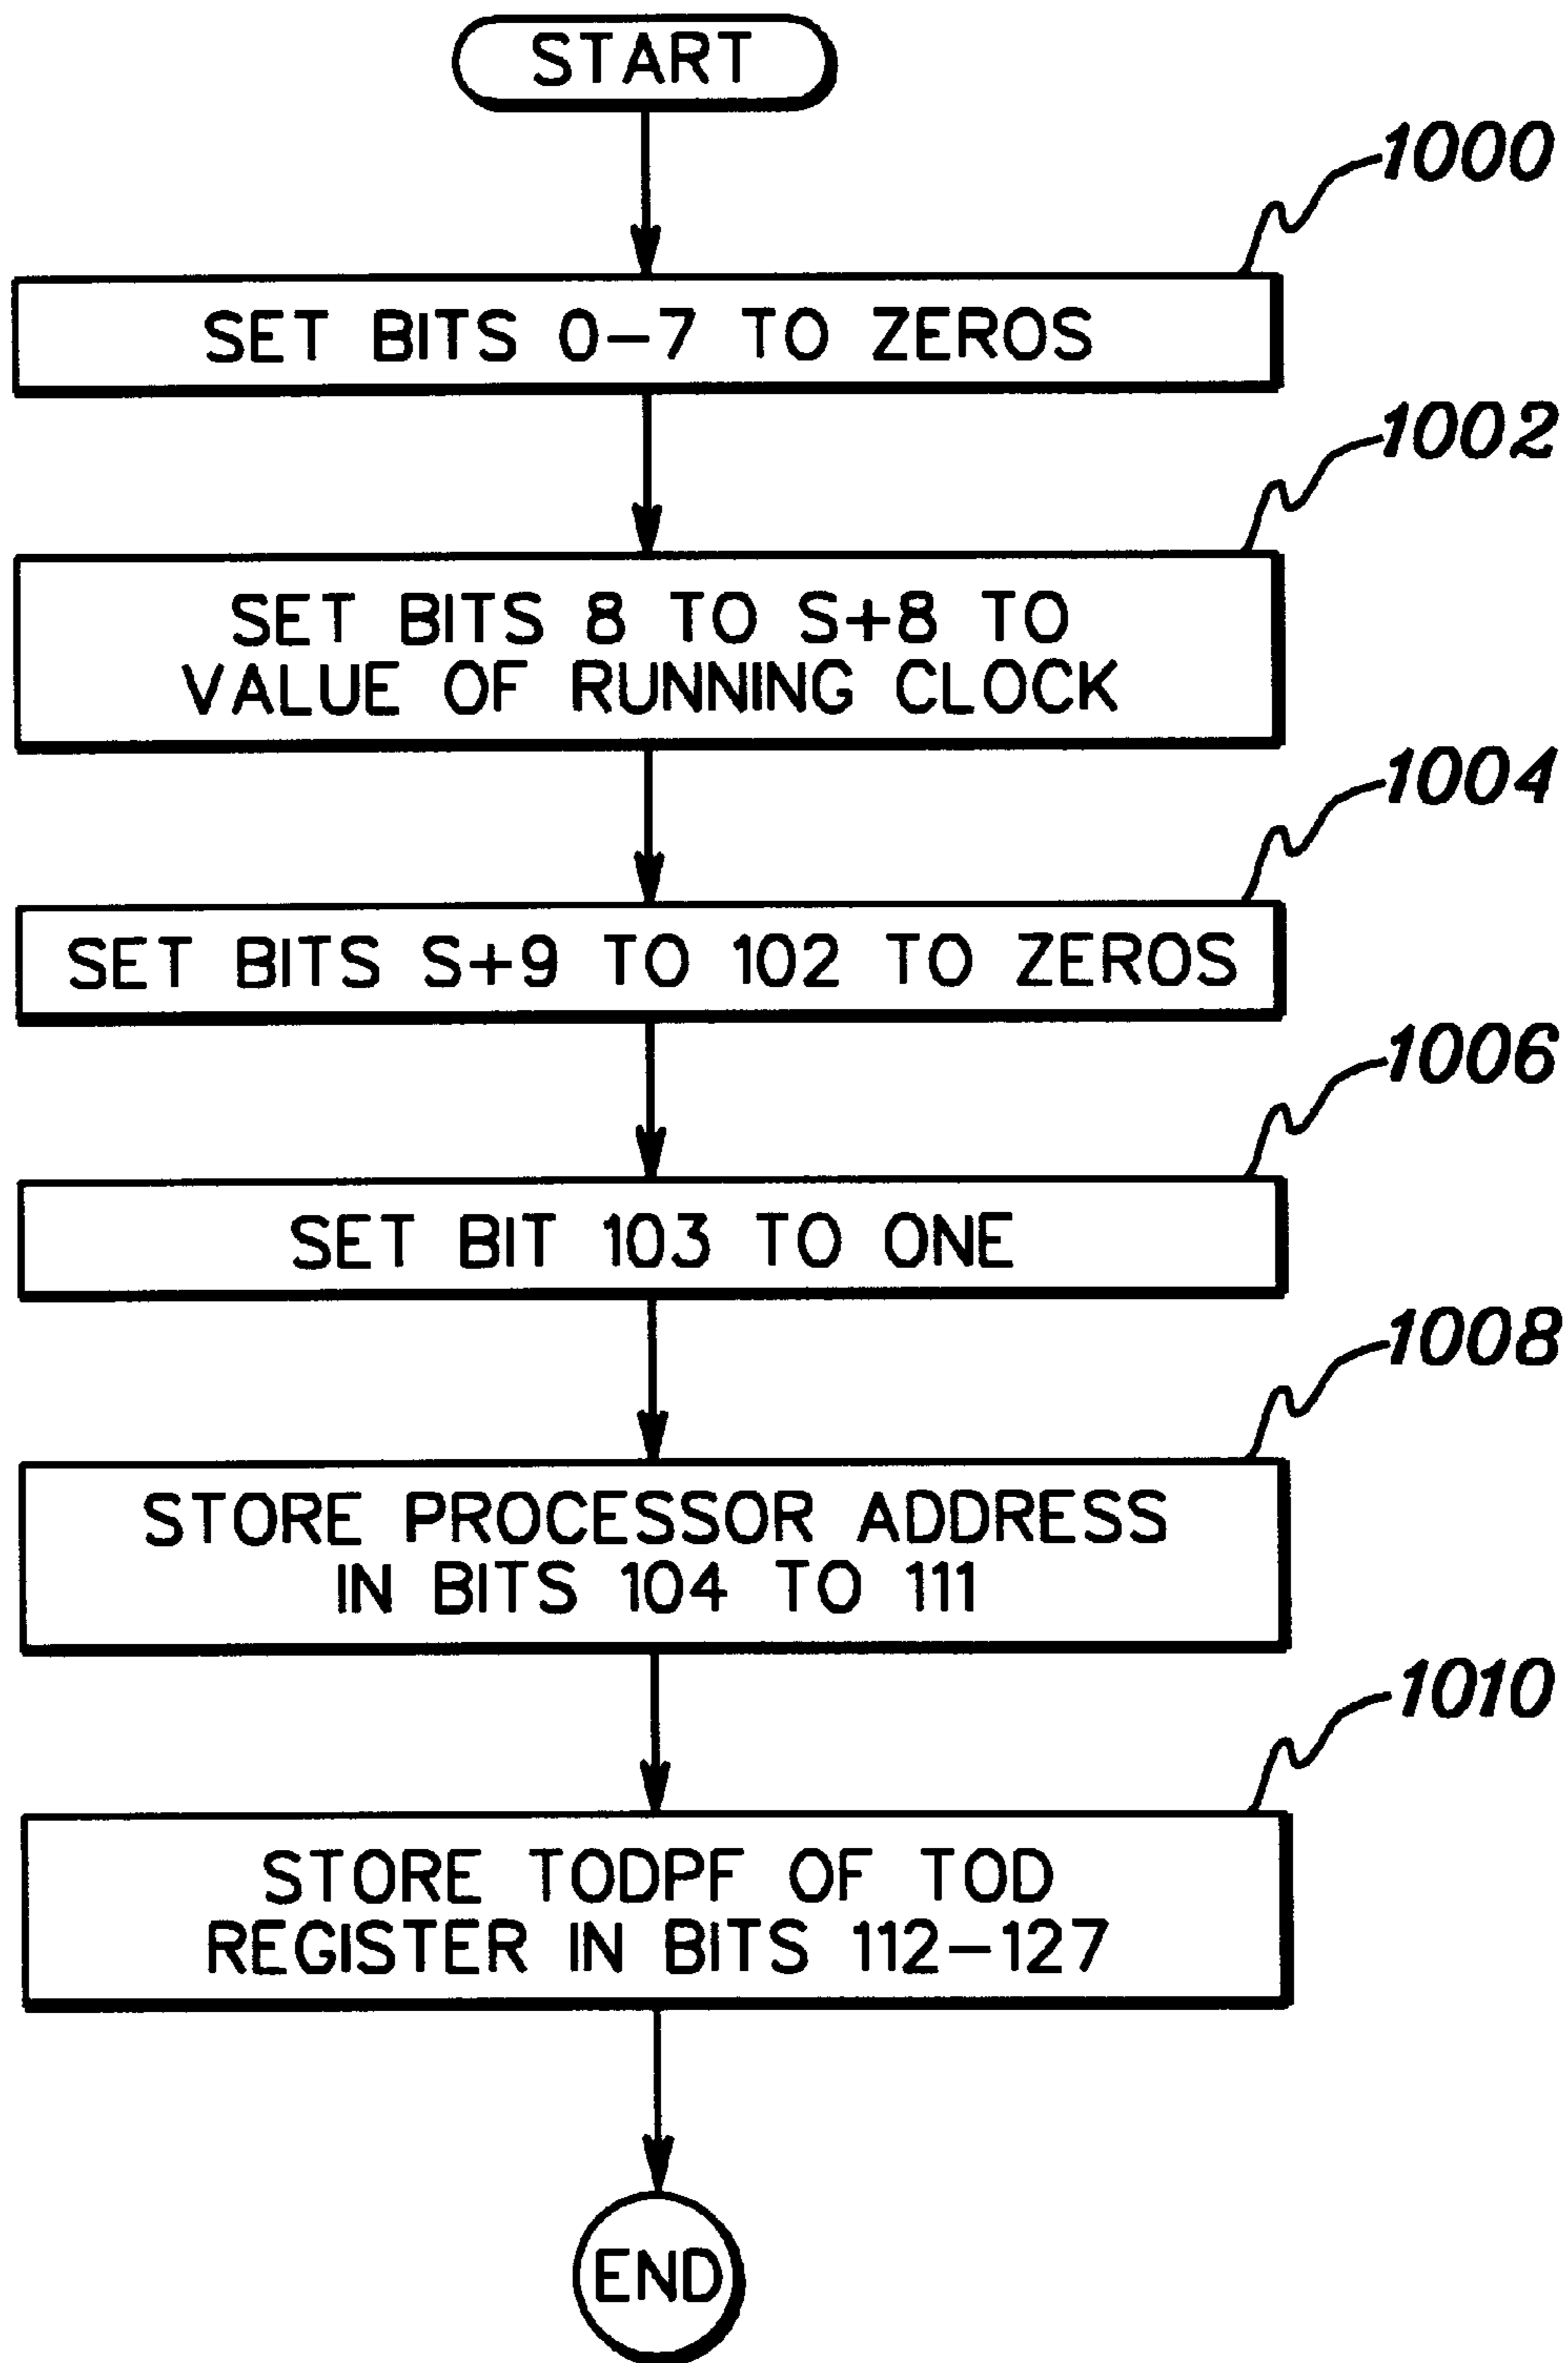 START
1000
SET BITS 0-7 TO ZEROS
1002
SET BITS 8 TO S+8 TO
VALUE OF RUNNING CLOCK
1004
SET BITS S+9 TO 102 TO ZEROS
1006
SET BIT 103 TO ONE
1008
STORE PROCESSOR ADDRESS
IN BITS 104 TO 111
1010
STORE TODPF OF TOD
REGISTER IN BITS 112-127
END